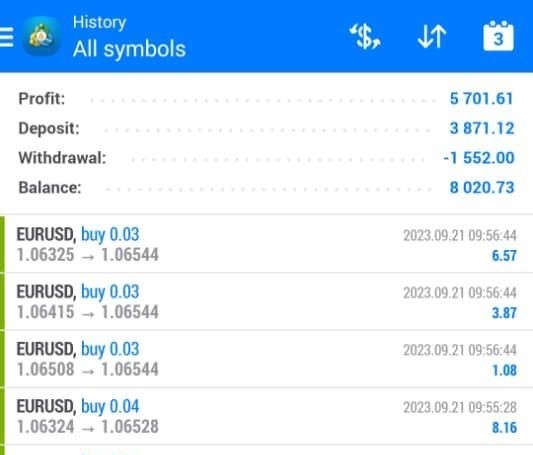 History
All symbols
3
Profit: 5 701.61
Deposit: 3 871.12
Withdrawal: -1 552.00
Balance: 8 020.73
EURUSD, buy 0.03 2023.09.21 09:56:44
1.06325 → 1.06544 6.57
EURUSD, buy 0.03 2023.09.21 09:56:44
1.06415 → 1.06544 3.87
EURUSD, buy 0.03 2023.09.21 09:56:44
1.06508 → 1.06544 1.08
EURUSD, buy 0.04 2023.09.21 09:55:28
1.06324 → 1.06528 8.16